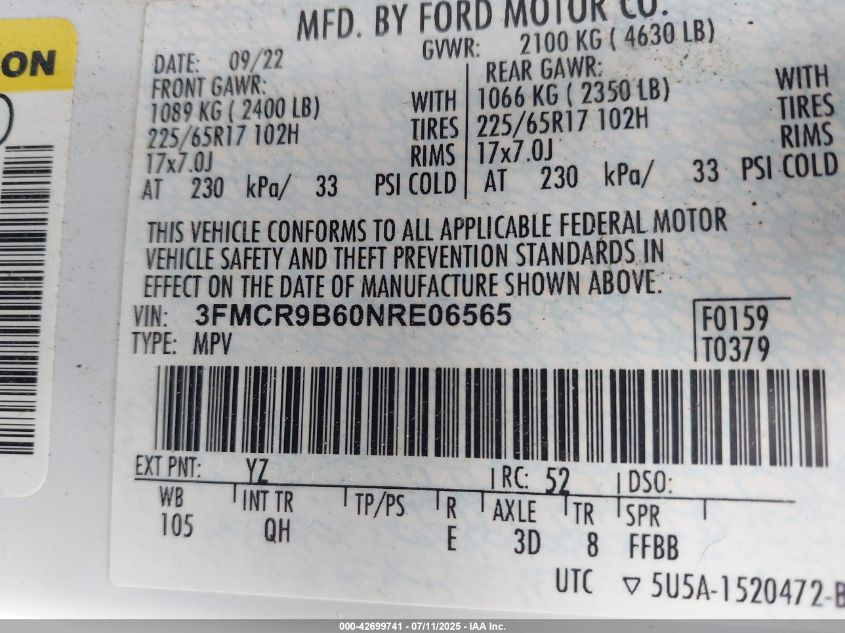 ON
MFD. BY FORD MOTOR CO.
DATE: 09/22 GVWR: 2100 KG ( 4630 LB)
FRONT GAWR: REAR GAWR:
1089 KG ( 2400 LB) WITH 1066 KG ( 2350 LB) WITH
225/65R17 102H TIRES 225/65R17 102H TIRES
17x7.0J RIMS 17x7.0J RIMS
AT 230 kPa/ 33 PSI COLD AT 230 kPa/ 33 PSI COLD
THIS VEHICLE CONFORMS TO ALL APPLICABLE FEDERAL MOTOR
VEHICLE SAFETY AND THEFT PREVENTION STANDARDS IN
EFFECT ON THE DATE OF MANUFACTURE SHOWN ABOVE.
VIN: 3FMCR9B60NRE06565 F0159
TYPE: MPV T0379
EXT PNT: YZ RC: 52 DSO:
WB INT TR TP/PS R AXLE TR SPR
105 QH E 3D 8 FFBB
UTC ▽ 5U5A-1520472-B
000-42699741 - 07/11/2025 - IAA Inc.